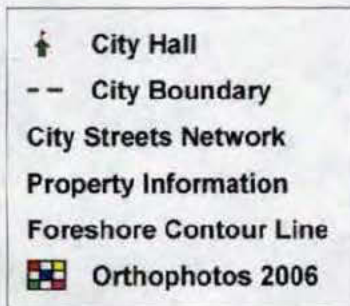 City Hall
City Boundary
City Streets Network
Property Information
Foreshore Contour Line
Orthophotos 2006